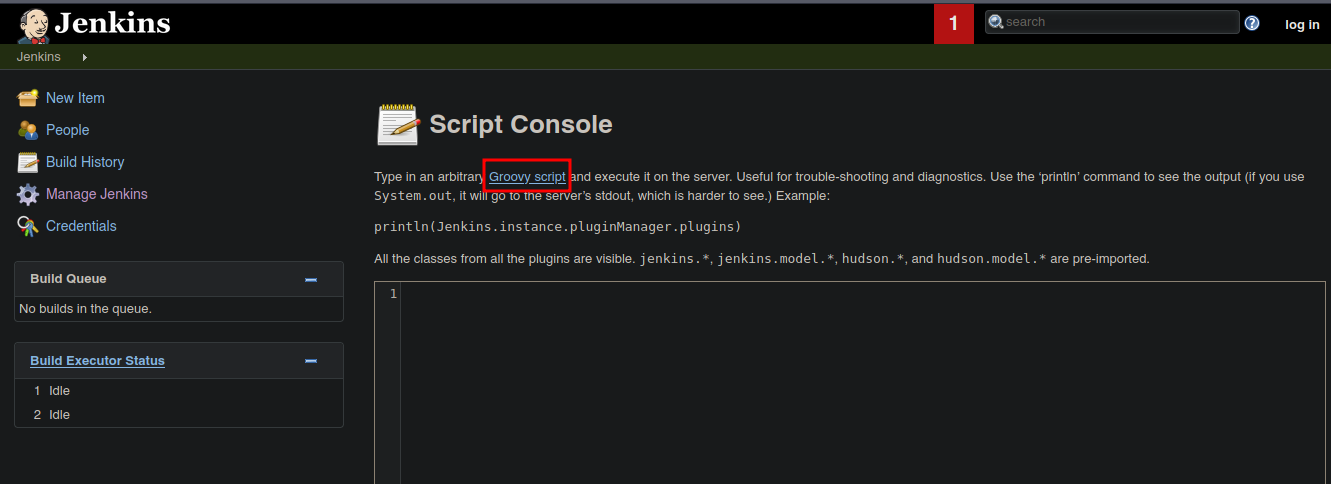 Jenkins
1
search
log in
Jenkins
New Item
People
Build History
Manage Jenkins
Credentials
Build Queue
No builds in the queue.
Build Executor Status
1 Idle
2 Idle
Script Console
Type in an arbitrary Groovy script and execute it on the server. Useful for trouble-shooting and diagnostics. Use the ‘println’ command to see the output (if you use
System.out, it will go to the server’s stdout, which is harder to see.) Example:
println(Jenkins.instance.pluginManager.plugins)
All the classes from all the plugins are visible. jenkins.*, jenkins.model.*, hudson.*, and hudson.model.* are pre-imported.
1